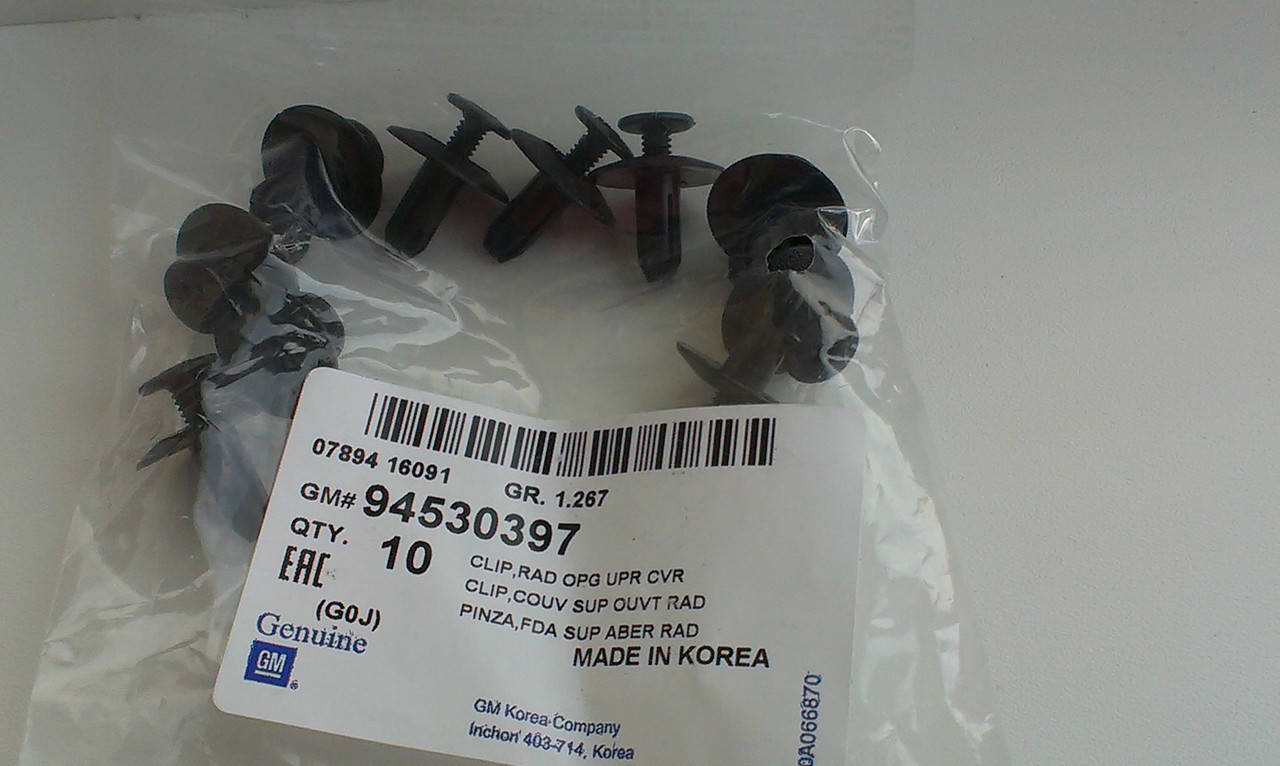 07894 16091
GR. 1.267
GM# 94530397
QTY. 10
EAC
CLIP,RAD OPG UPR CVR
CLIP,COUV SUP OUVT RAD
PINZA,FDA SUP ABER RAD
(G0J)
MADE IN KOREA
Genuine
GM
GM Korea Company
Inchon 403-714, Korea
0A066870